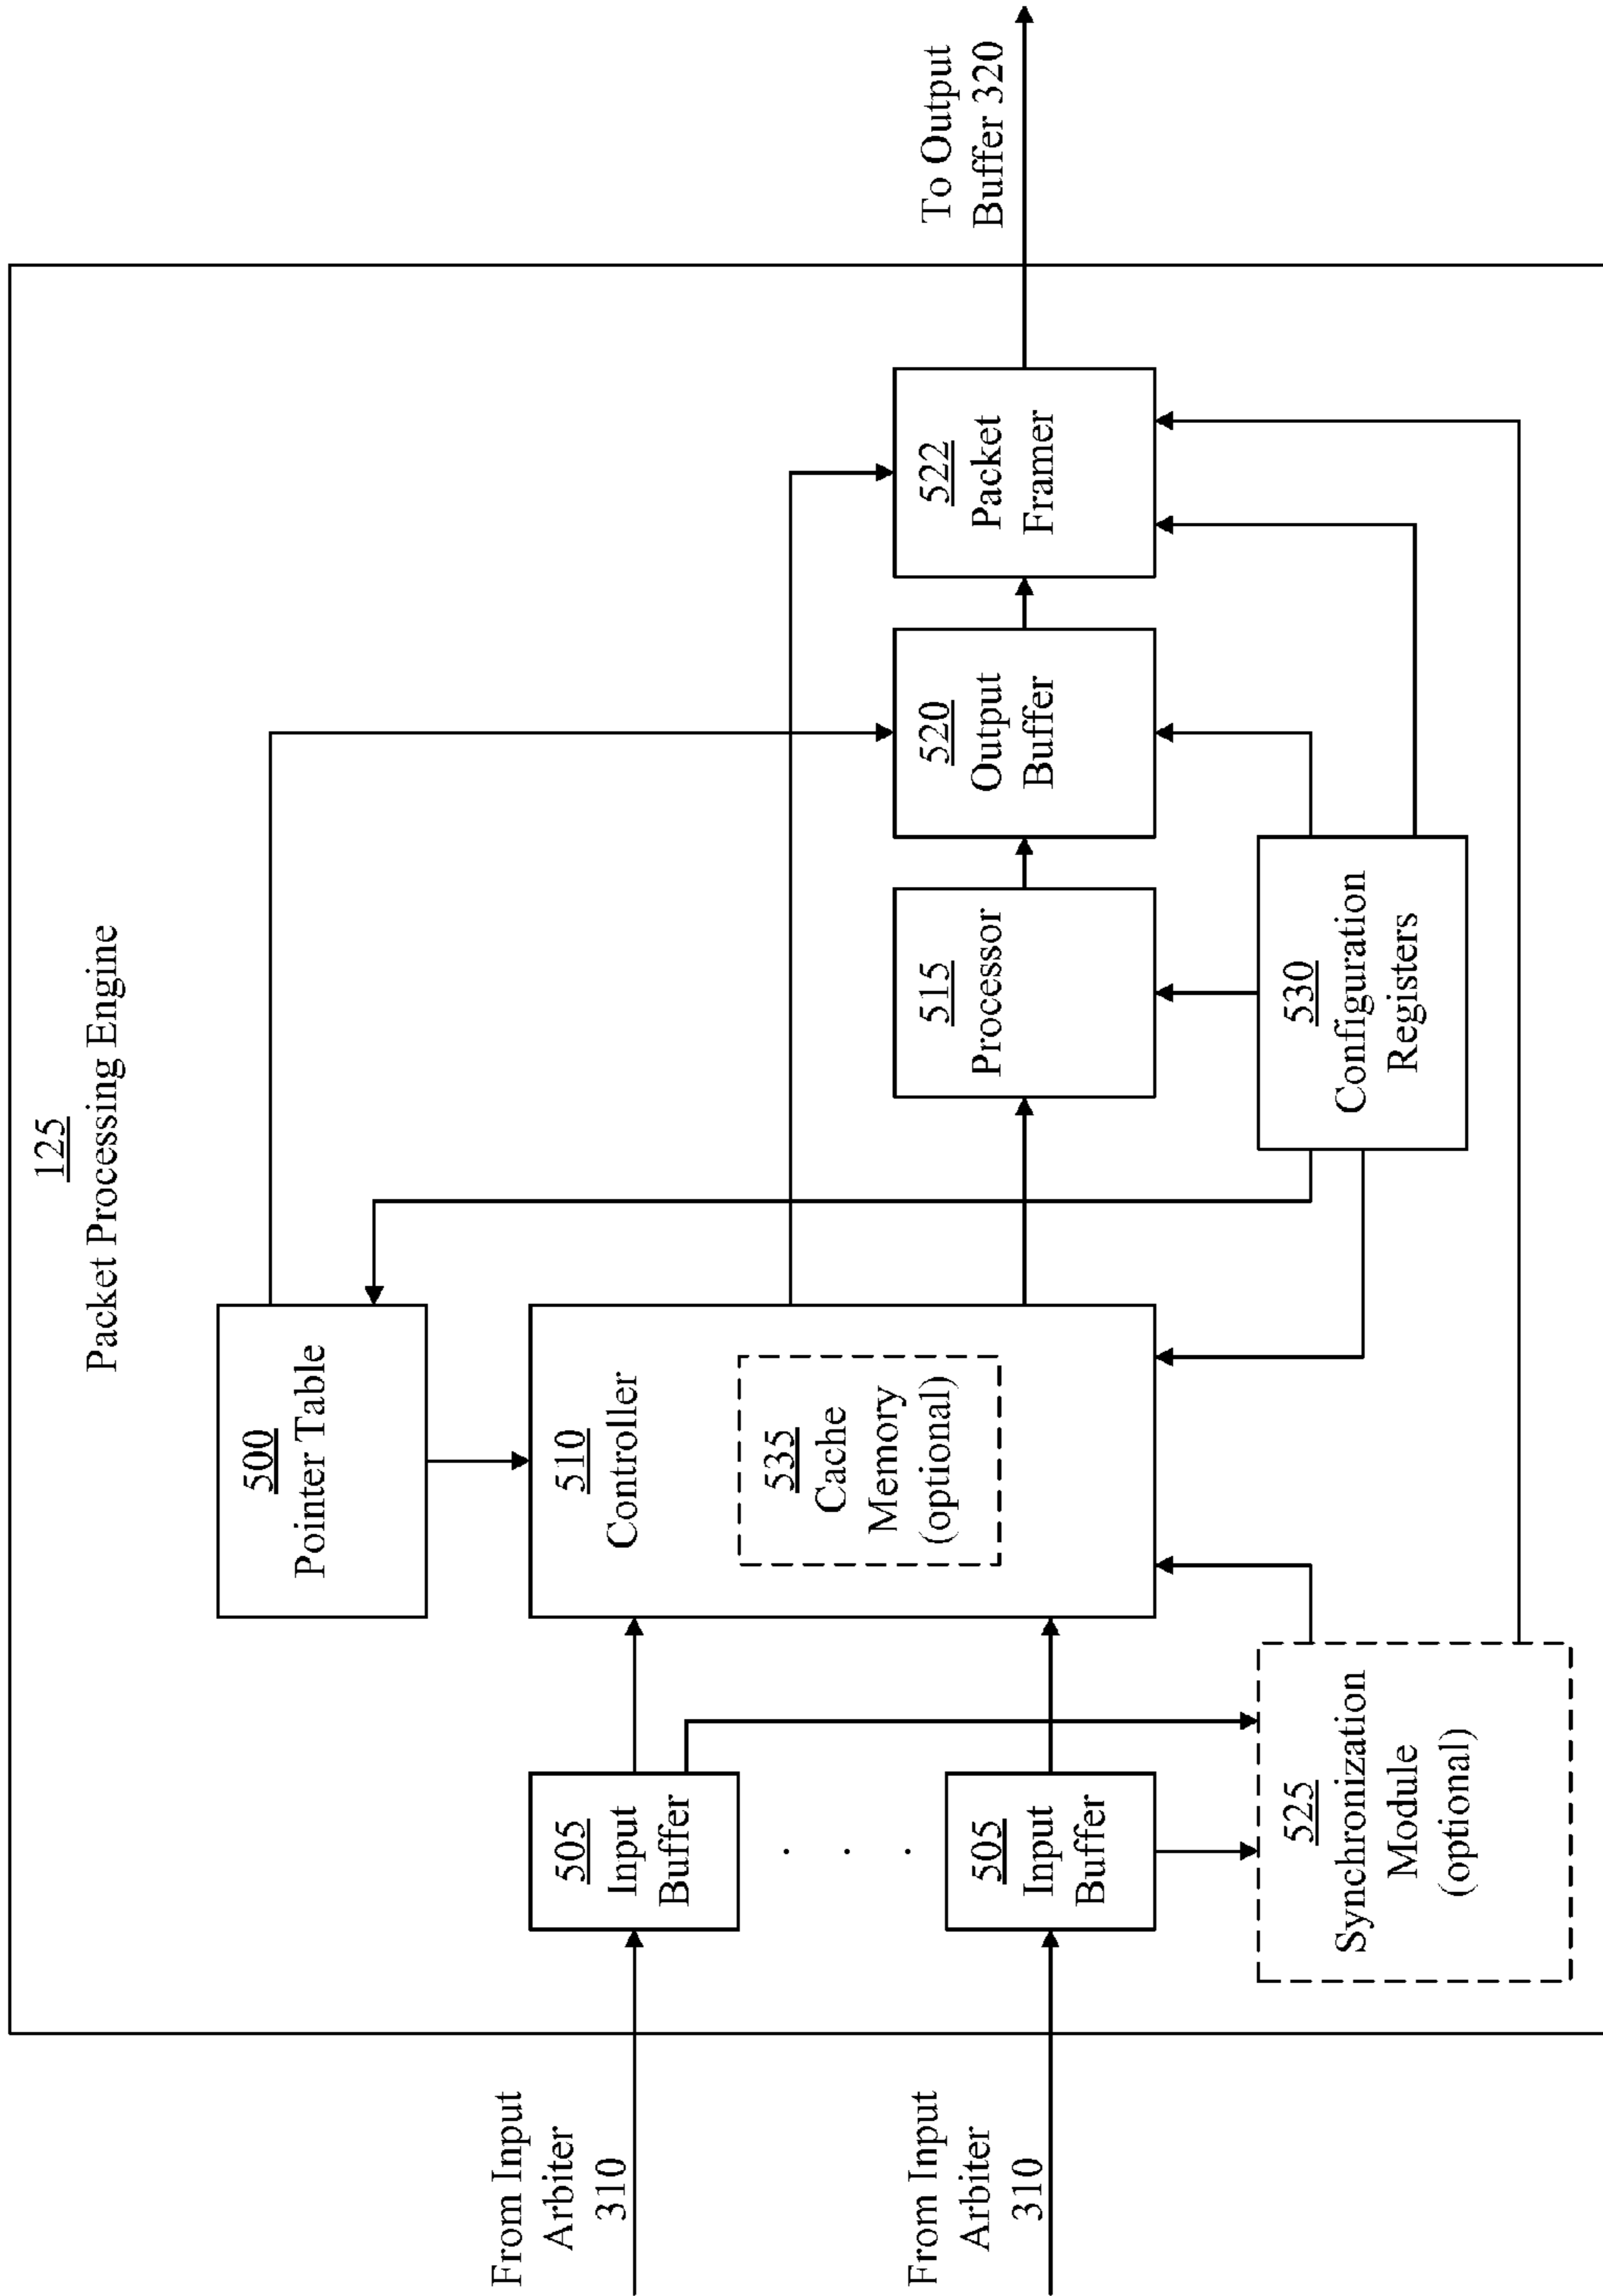 125
Packet Processing Engine
500
Pointer Table
From Input
Arbiter
310
505
Input
Buffer
510
Controller
535
Cache
Memory
(optional)
. . .
From Input
Arbiter
310
505
Input
Buffer
515
Processor
520
Output
Buffer
522
Packet
Framer
To Output
Buffer 320
525
Synchronization
Module
(optional)
530
Configuration
Registers